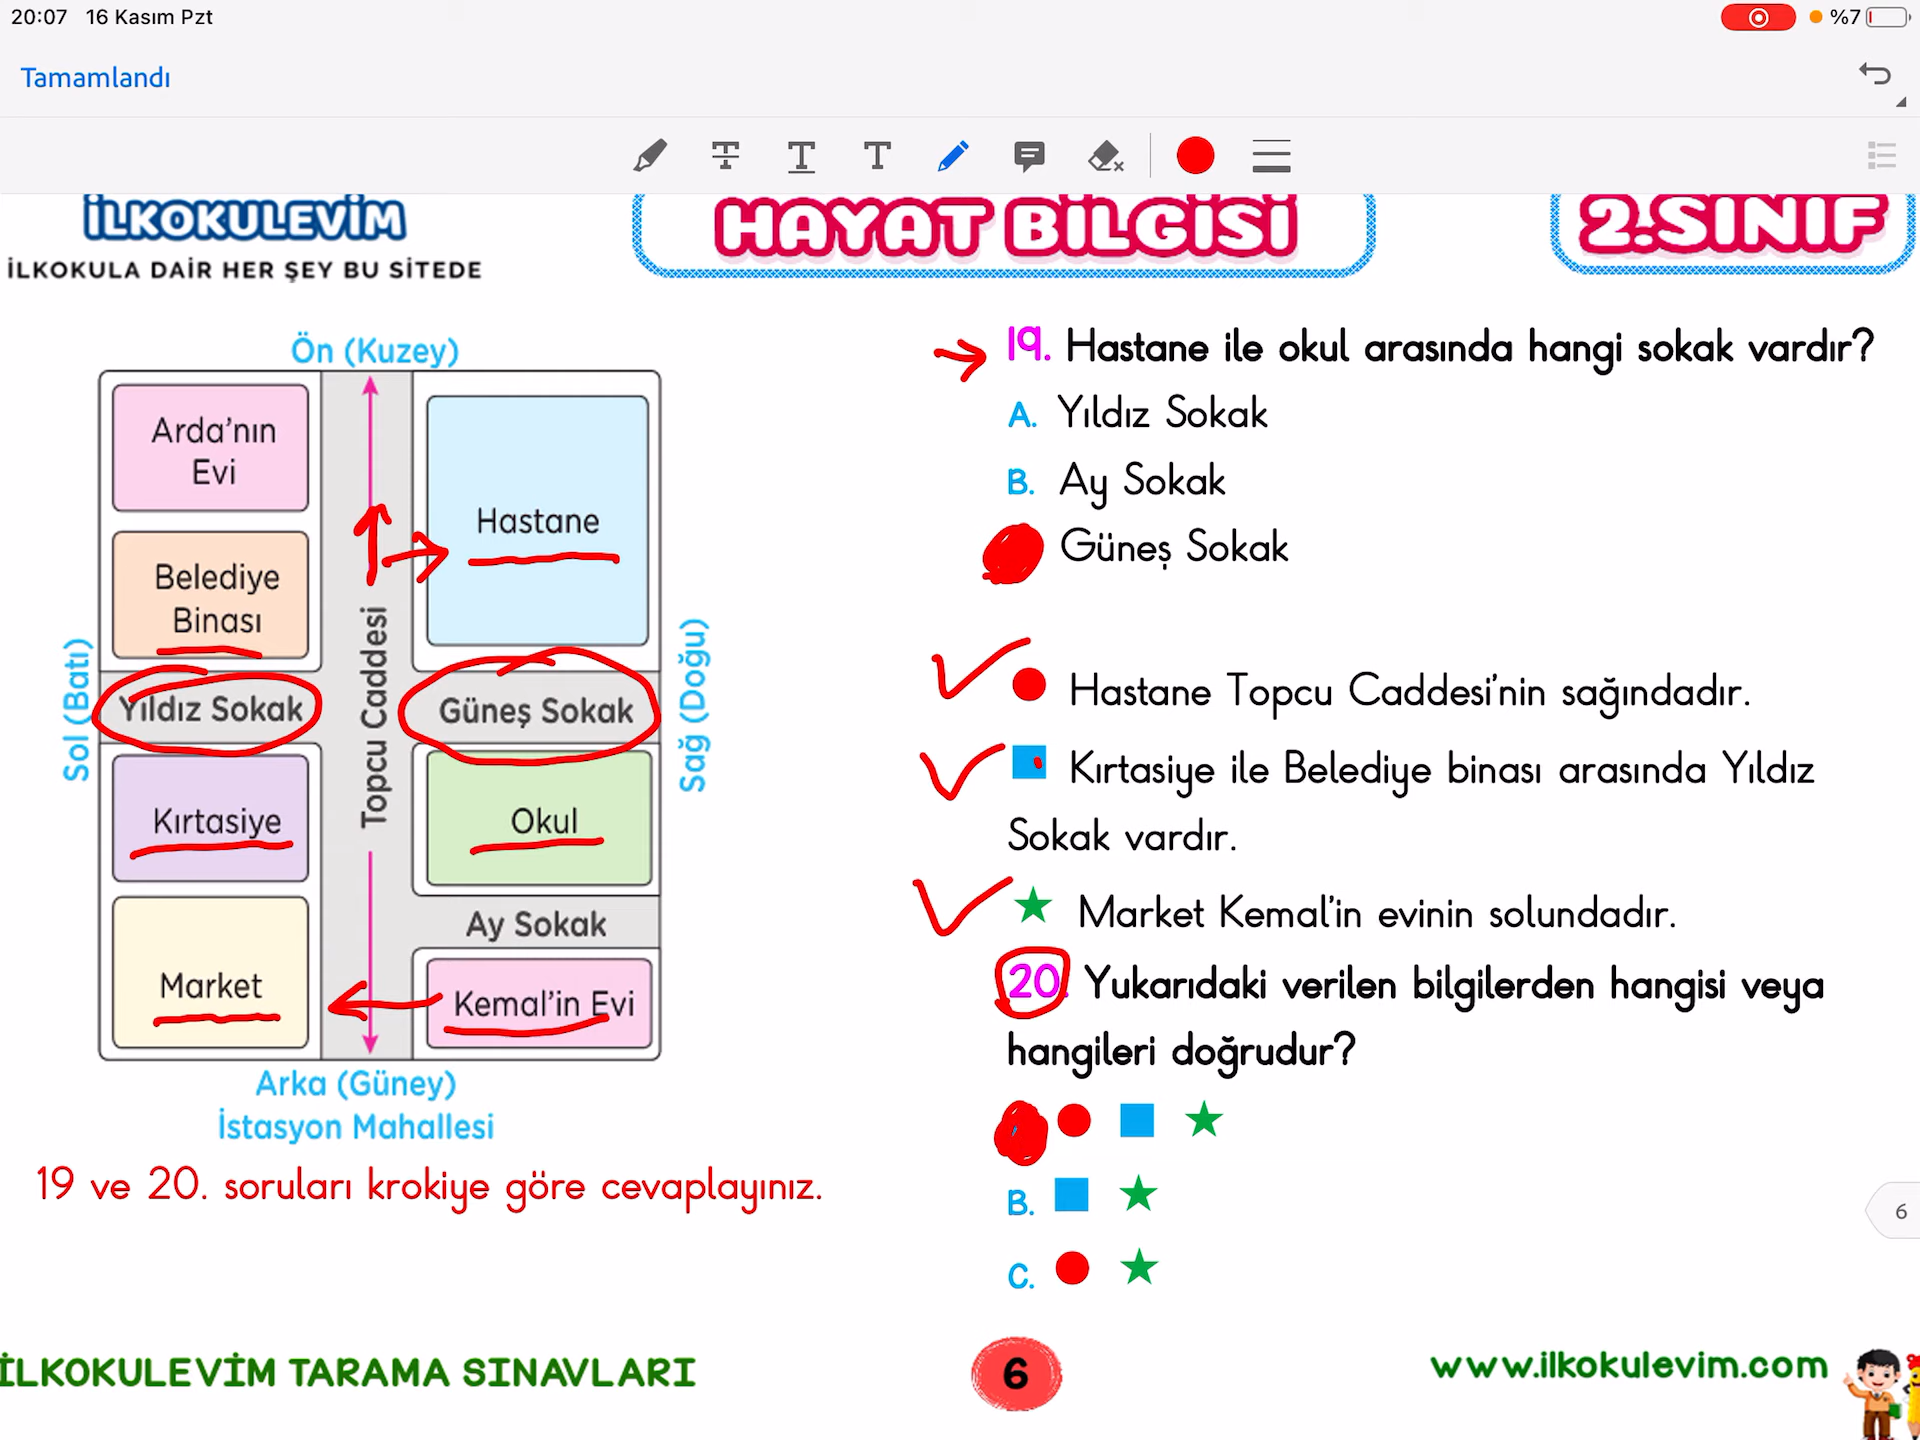 20:07 16 Kasım Pzt
%7
Tamamlandı
İLKOKULEVİM
HAYAT BİLGİSİ
2.SINIF
İLKOKULA DAİR HER ŞEY BU SİTEDE
Ön (Kuzey)
Arda'nın
Evi
Hastane
Belediye
Binası
Sol (Batı)
Topcu Caddesi
Sağ (Doğu)
Yıldız Sokak
Güneş Sokak
Kırtasiye
Okul
Ay Sokak
Market
Kemal'in Evi
Arka (Güney)
İstasyon Mahallesi
19 ve 20. soruları krokiye göre cevaplayınız.
19. Hastane ile okul arasında hangi sokak vardır?
A. Yıldız Sokak
B. Ay Sokak
Güneş Sokak
Hastane Topcu Caddesi'nin sağındadır.
Kırtasiye ile Belediye binası arasında Yıldız
Sokak vardır.
Market Kemal'in evinin solundadır.
20. Yukarıdaki verilen bilgilerden hangisi veya
hangileri doğrudur?
B.
C.
6
İLKOKULEVİM TARAMA SINAVLARI
6
www.ilkokulevim.com